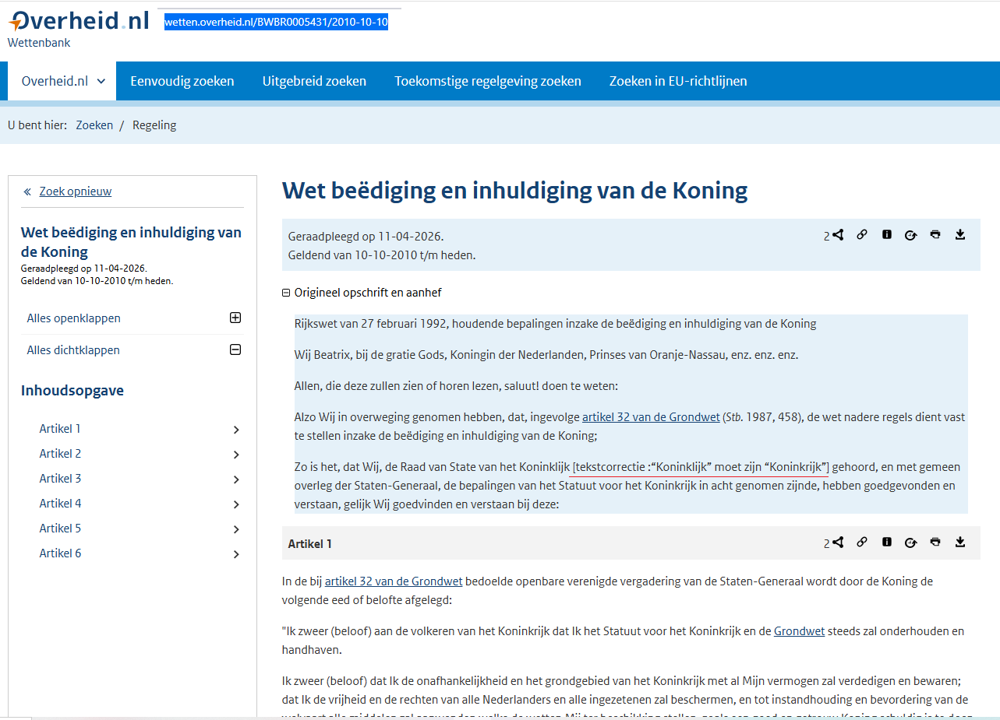 Overheid.nl
wetten.overheid.nl/BWBR0005431/2010-10-10
Wettenbank
Overheid.nl
Eenvoudig zoeken
Uitgebreid zoeken
Toekomstige regelgeving zoeken
Zoeken in EU-richtlijnen
U bent hier: Zoeken / Regeling
« Zoek opnieuw
Wet beëdiging en inhuldiging van
de Koning
Geraadpleegd op 11-04-2026.
Geldend van 10-10-2010 t/m heden.
Alles openklappen
Alles dichtklappen
Inhoudsopgave
Artikel 1
Artikel 2
Artikel 3
Artikel 4
Artikel 5
Artikel 6
Wet beëdiging en inhuldiging van de Koning
Geraadpleegd op 11-04-2026.
2
Geldend van 10-10-2010 t/m heden.
Origineel opschrift en aanhef
Rijkswet van 27 februari 1992, houdende bepalingen inzake de beëdiging en inhuldiging van de Koning
Wij Beatrix, bij de gratie Gods, Koningin der Nederlanden, Prinses van Oranje-Nassau, enz. enz. enz.
Allen, die deze zullen zien of horen lezen, saluut! doen te weten:
Alzo Wij in overweging genomen hebben, dat, ingevolge artikel 32 van de Grondwet (Stb. 1987, 458), de wet nadere regels dient vast
te stellen inzake de beëdiging en inhuldiging van de Koning;
Zo is het, dat Wij, de Raad van State van het Koninklijk [tekstcorrectie :“Koninklijk” moet zijn “Koninkrijk”] gehoord, en met gemeen
overleg der Staten-Generaal, de bepalingen van het Statuut voor het Koninkrijk in acht genomen zijnde, hebben goedgevonden en
verstaan, gelijk Wij goedvinden en verstaan bij deze:
Artikel 1
2
In de bij artikel 32 van de Grondwet bedoelde openbare verenigde vergadering van de Staten-Generaal wordt door de Koning de
volgende eed of belofte afgelegd:
"Ik zweer (beloof) aan de volkeren van het Koninkrijk dat Ik het Statuut voor het Koninkrijk en de Grondwet steeds zal onderhouden en
handhaven.
Ik zweer (beloof) dat Ik de onafhankelijkheid en het grondgebied van het Koninkrijk met al Mijn vermogen zal verdedigen en bewaren;
dat Ik de vrijheid en de rechten van alle Nederlanders en alle ingezetenen zal beschermen, en tot instandhouding en bevordering van de